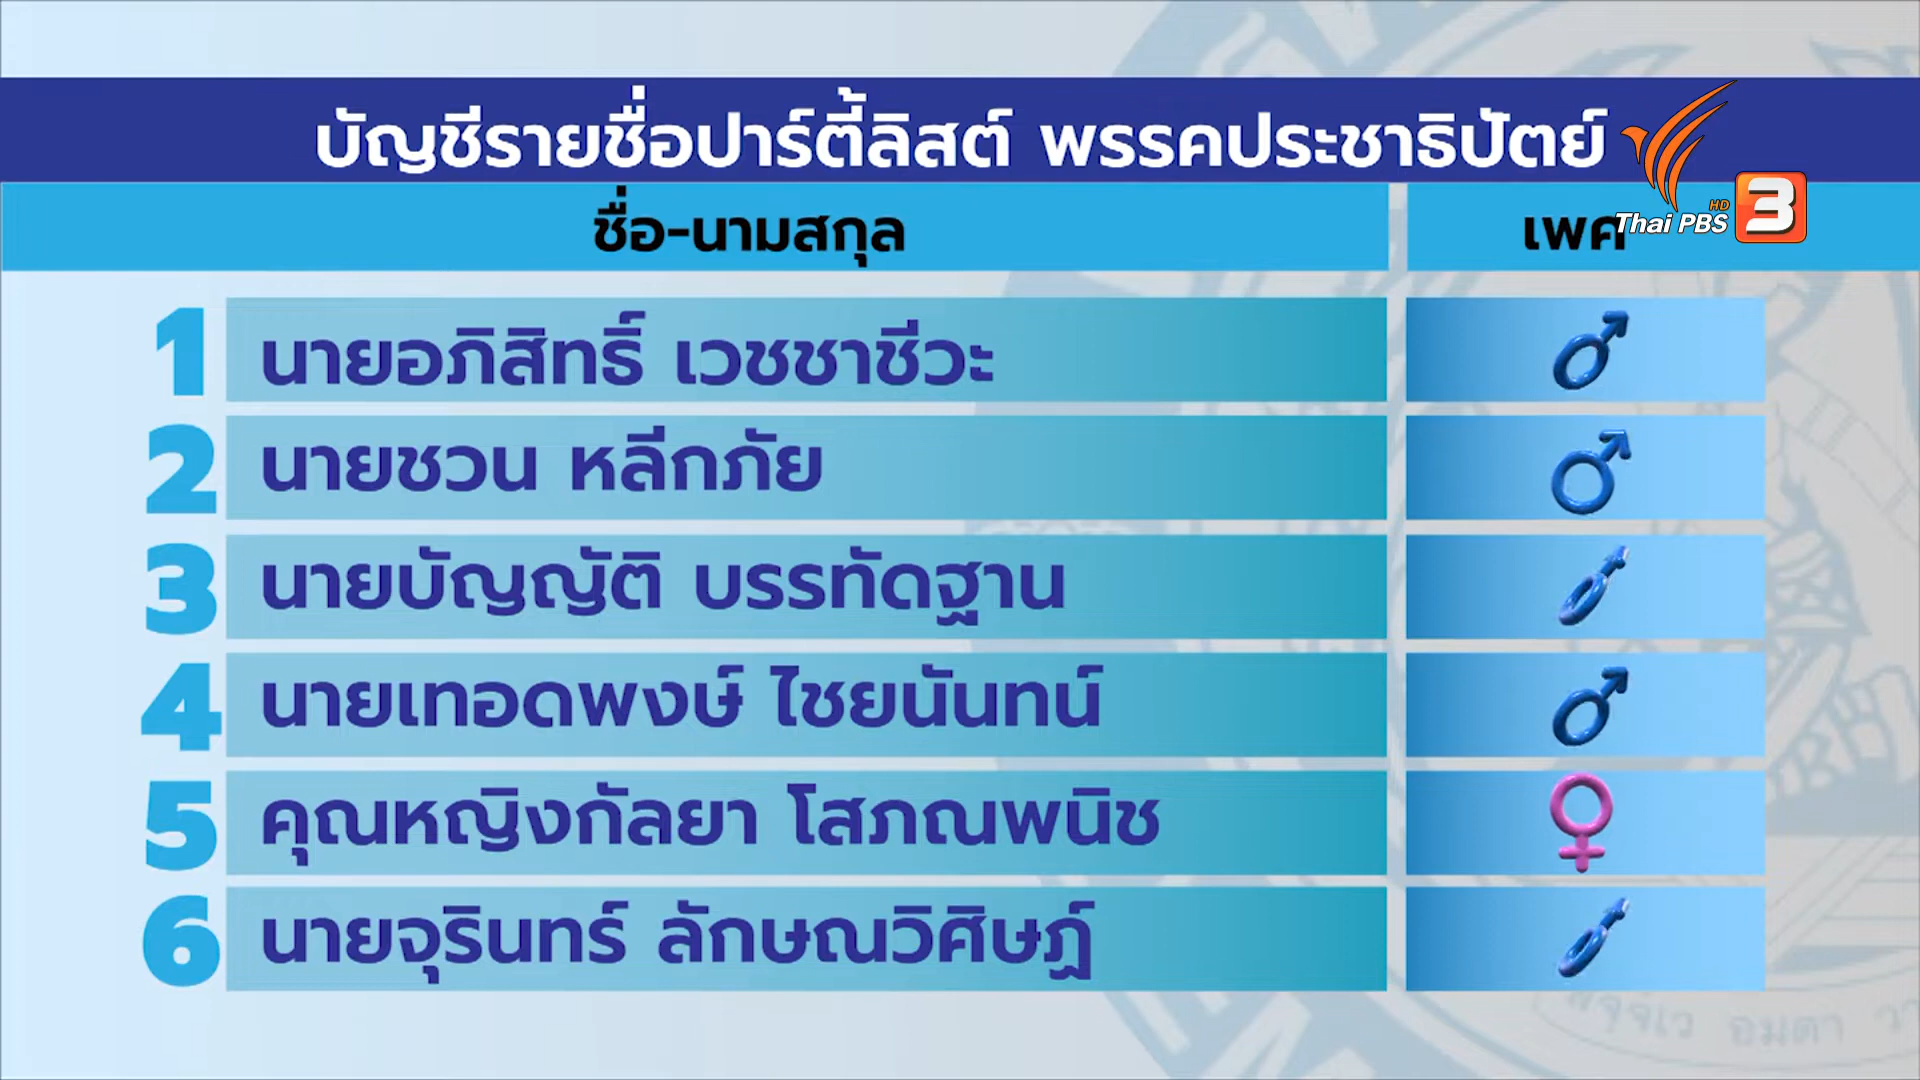 บัญชีรายชื่อปาร์ตี้ลิสต์ พรรคประชาธิปัตย์
ชื่อ-นามสกุล
เพศ
HD
Thai PBS 3
1 นายอภิสิทธิ์ เวชชาชีวะ
2 นายชวน หลีกภัย
3 นายบัญญัติ บรรทัดฐาน
4 นายเทอดพงษ์ ไชยนันทน์
5 คุณหญิงกัลยา โสภณพนิช
6 นายจุรินทร์ ลักษณวิศิษฏ์